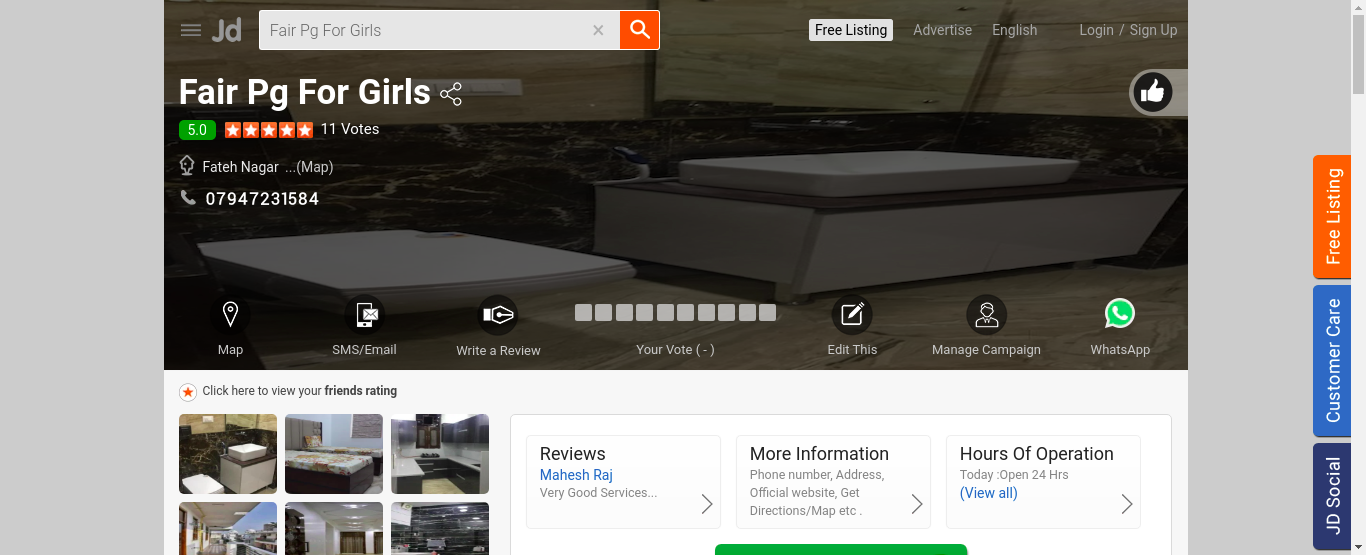 Jd
Fair Pg For Girls
Free Listing
Advertise
English
Login / Sign Up
Fair Pg For Girls
5.0
11 Votes
Fateh Nagar ...(Map)
07947231584
Map
SMS/Email
Write a Review
Your Vote ( - )
Edit This
Manage Campaign
WhatsApp
Free Listing
Customer Care
JD Social
Click here to view your friends rating
Reviews
Mahesh Raj
Very Good Services...
More Information
Phone number, Address,
Official website, Get
Directions/Map etc .
Hours Of Operation
Today :Open 24 Hrs
(View all)